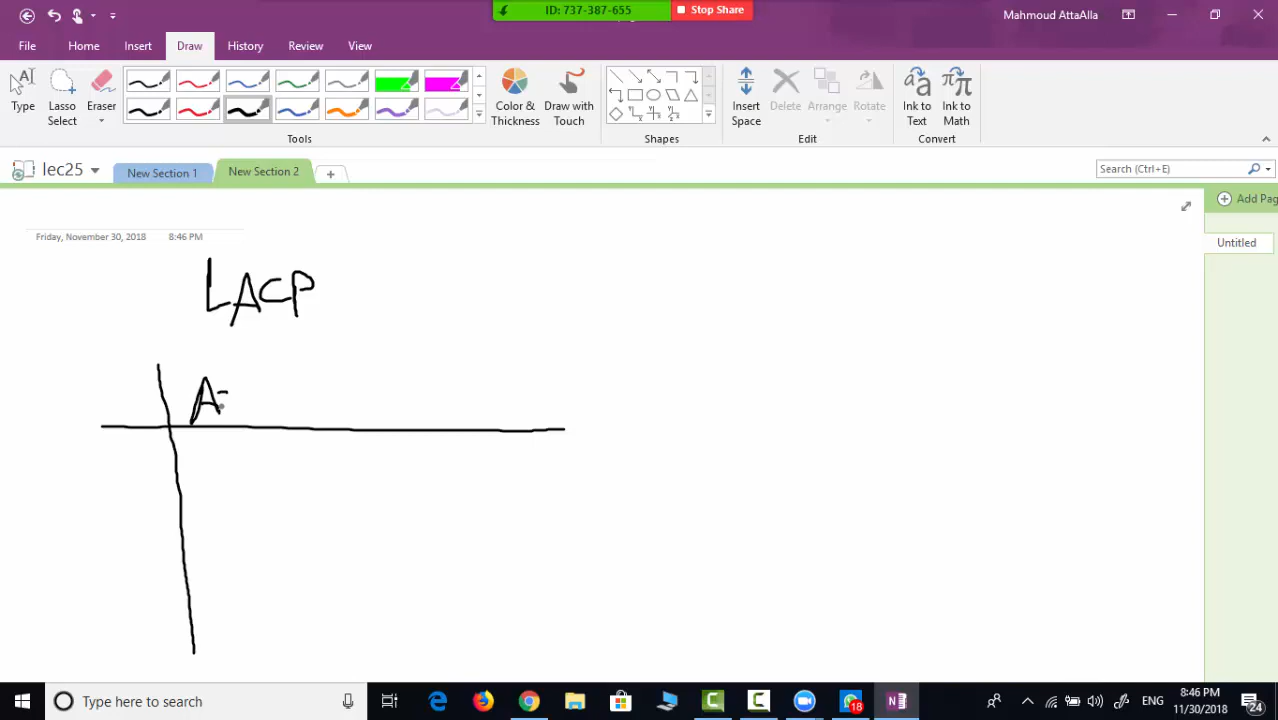 ID: 737-387-655
Stop Share
Mahmoud AttaAlla
File
Home
Insert
Draw
History
Review
View
Type
Lasso Select
Eraser
Color & Thickness
Draw with Touch
Insert Space
Delete
Arrange
Rotate
Ink to Text
Ink to Math
Tools
Shapes
Edit
Convert
lec25
New Section 1
New Section 2
Search (Ctrl+E)
Add Pag
Untitled
Friday, November 30, 2018 8:46 PM
LACP
A
Type here to search
18
ENG
8:46 PM
11/30/2018
24